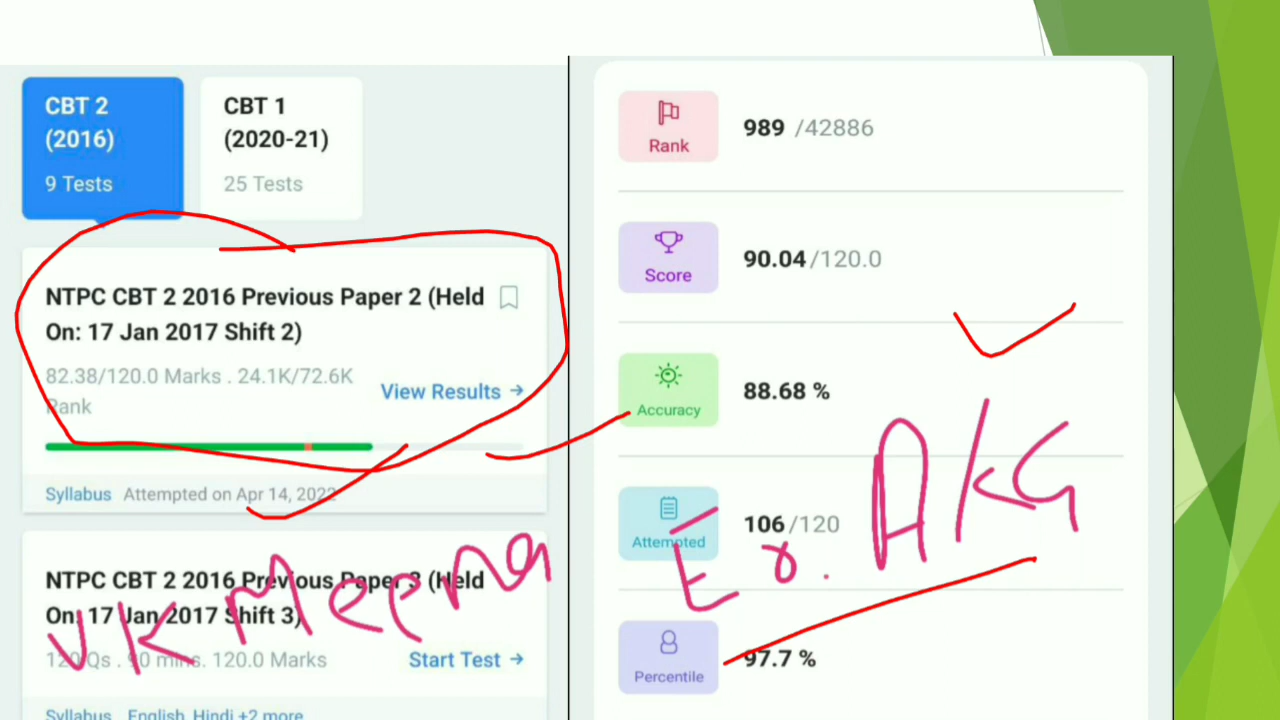 CBT 2
(2016)
9 Tests
CBT 1
(2020-21)
25 Tests
NTPC CBT 2 2016 Previous Paper 2 (Held
On: 17 Jan 2017 Shift 2)
82.38/120.0 Marks . 24.1K/72.6K
Rank
View Results →
Syllabus Attempted on Apr 14, 2022
NTPC CBT 2 2016 Previous Paper 3 (Held
On: 17 Jan 2017 Shift 3)
120 Qs . 90 mins. 120.0 Marks
Start Test →
Syllabus English, Hindi +2 more
VK Meena
Rank
989 /42886
Score
90.04/120.0
Accuracy
88.68 %
Attempted
106/120
Percentile
97.7 %
Er. AKG